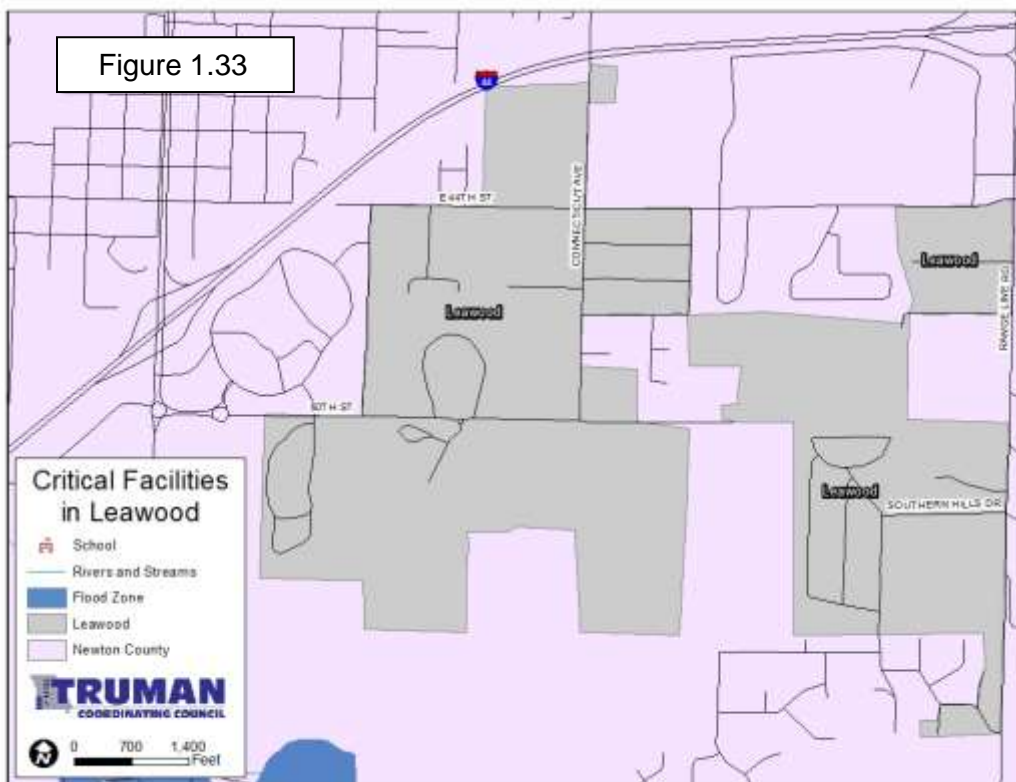 Figure 1.33
44
E 44TH ST
CONNECTICUT AVE
Leawood
RANGE LINE RD
Leawood
50TH ST
Leawood
SOUTHERN HILLS DR
Critical Facilities
in Leawood
School
Rivers and Streams
Flood Zone
Leawood
Newton County
TRUMAN
COORDINATING COUNCIL
N 0 700 1,400
Feet